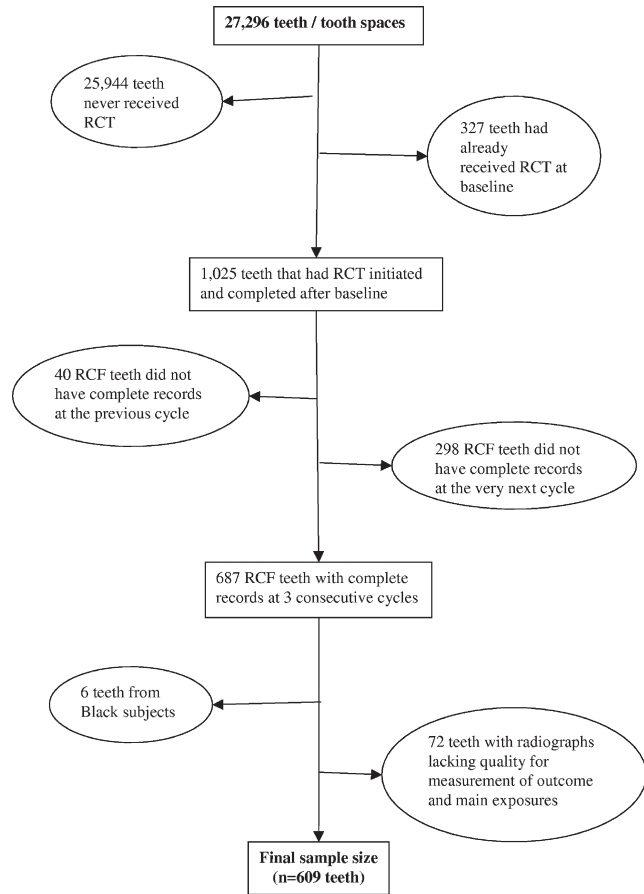 27,296 teeth / tooth spaces
25,944 teeth
never received
RCT
327 teeth had
already
received RCT at
baseline
1,025 teeth that had RCT initiated
and completed after baseline
40 RCF teeth did not
have complete records
at the previous cycle
298 RCF teeth did not
have complete records
at the very next cycle
687 RCF teeth with complete
records at 3 consecutive cycles
6 teeth from
Black subjects
72 teeth with radiographs
lacking quality for
measurement of outcome
and main exposures
Final sample size
(n=609 teeth)